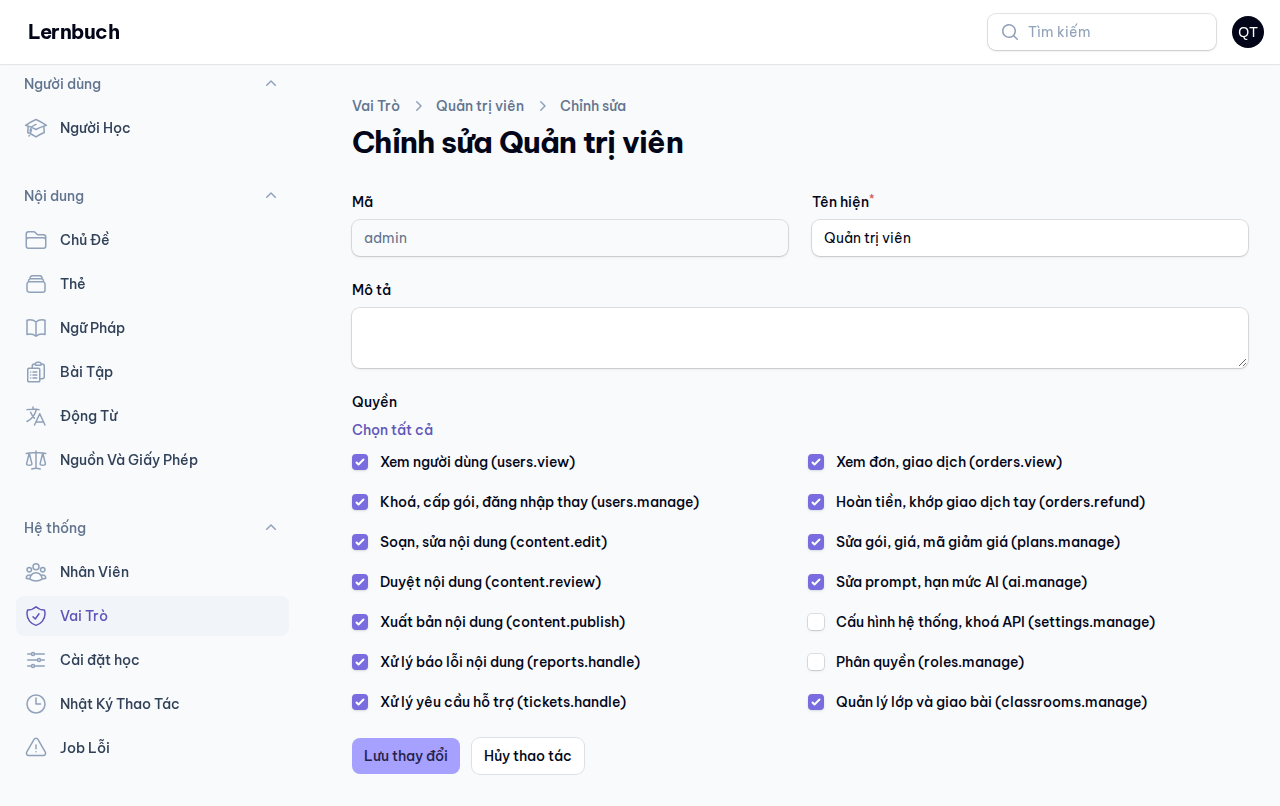 Lernbuch
Tìm kiếm
QT
Người dùng
Người Học
Nội dung
Chủ Đề
Thẻ
Ngữ Pháp
Bài Tập
Động Từ
Nguồn Và Giấy Phép
Hệ thống
Nhân Viên
Vai Trò
Cài đặt học
Nhật Ký Thao Tác
Job Lỗi
Vai Trò > Quản trị viên > Chỉnh sửa
Chỉnh sửa Quản trị viên
Mã
admin
Tên hiện*
Quản trị viên
Mô tả
Quyền
Chọn tất cả
Xem người dùng (users.view)
Khoá, cấp gói, đăng nhập thay (users.manage)
Soạn, sửa nội dung (content.edit)
Duyệt nội dung (content.review)
Xuất bản nội dung (content.publish)
Xử lý báo lỗi nội dung (reports.handle)
Xử lý yêu cầu hỗ trợ (tickets.handle)
Xem đơn, giao dịch (orders.view)
Hoàn tiền, khớp giao dịch tay (orders.refund)
Sửa gói, giá, mã giảm giá (plans.manage)
Sửa prompt, hạn mức AI (ai.manage)
Cấu hình hệ thống, khoá API (settings.manage)
Phân quyền (roles.manage)
Quản lý lớp và giao bài (classrooms.manage)
Lưu thay đổi
Hủy thao tác